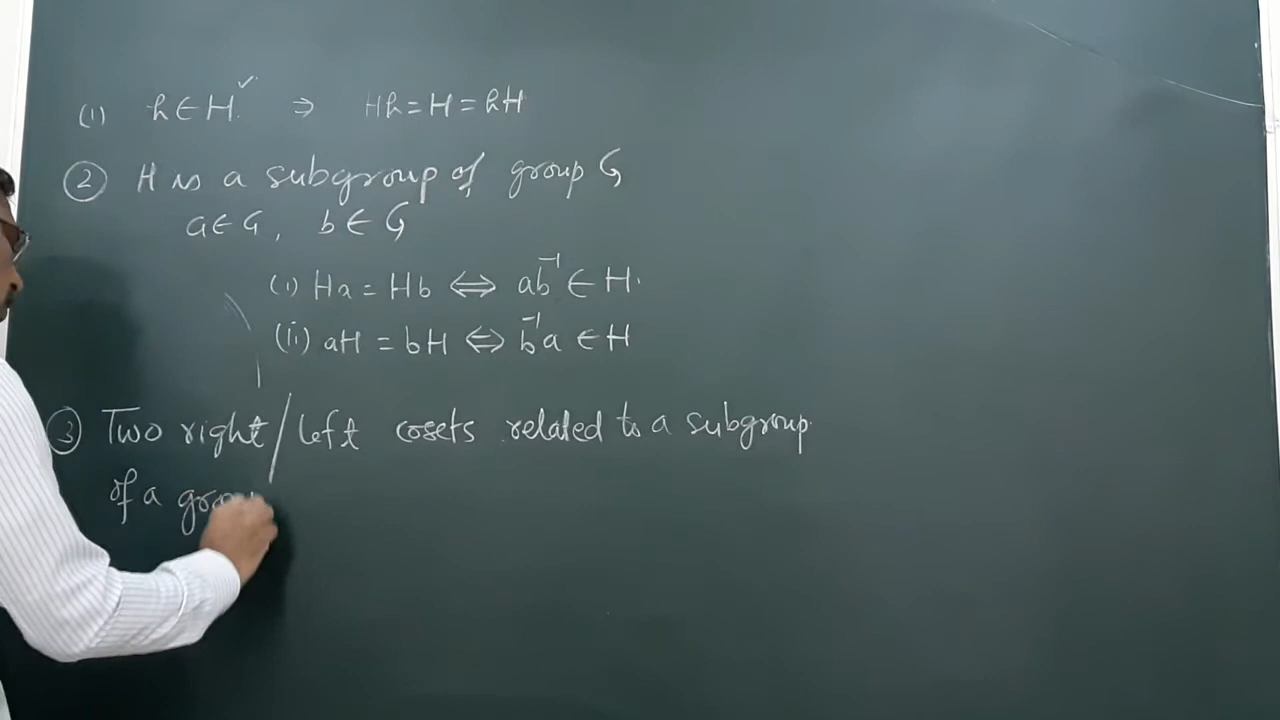 (1) h ∈ H. ✓ ⇒ Hh = H = hH
② H is a subgroup of group G
a ∈ G, b ∈ G
(i) Ha = Hb ⇔ ab⁻¹ ∈ H.
(ii) aH = bH ⇔ b⁻¹a ∈ H
③ Two right/left cosets related to a subgroup
of a